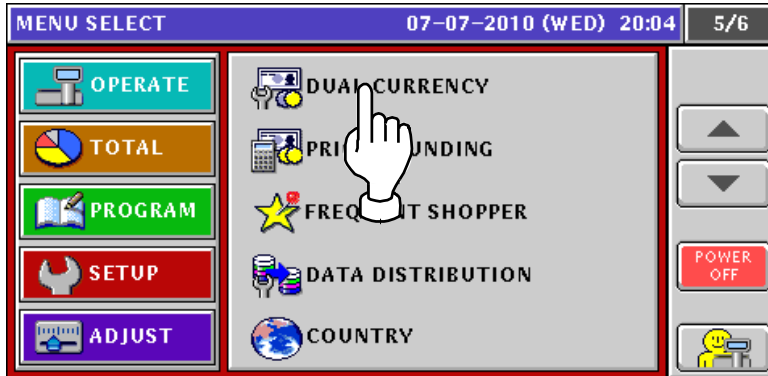 MENU SELECT 07-07-2010 (WED) 20:04 5/6
OPERATE
TOTAL
PROGRAM
SETUP
ADJUST
CURRENCY
FREQUENT SHOPPER
DATA DISTRIBUTION
COUNTRY
POWER
OFF